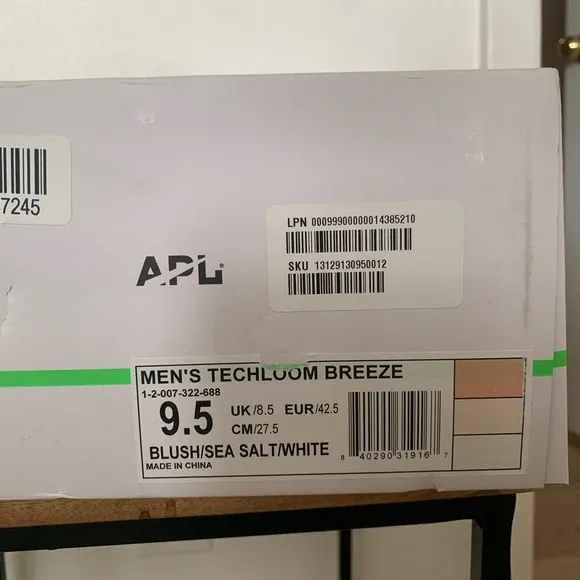 7245
LPN 00099900000014385210
SKU 13129130950012
APL
MEN'S TECHLOOM BREEZE
1-2-007-322-688
9.5 UK/8.5 EUR/42.5
CM/27.5
BLUSH/SEA SALT/WHITE
MADE IN CHINA
8 40290 31916 7